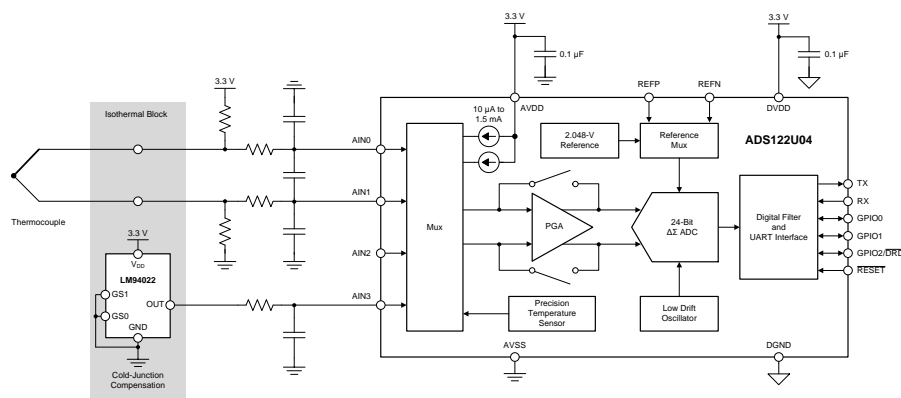 3.3 V
3.3 V
0.1 µF
0.1 µF
3.3 V
REFP
REFN
Isothermal Block
10 µA to
1.5 mA
AVDD
DVDD
2.048-V
Reference
Reference
Mux
ADS122U04
AIN0
AIN1
Thermocouple
Mux
PGA
24-Bit
ΔΣ ADC
Digital Filter
and
UART Interface
TX
RX
GPIO0
GPIO1
GPIO2/DRD
RESET
3.3 V
VDD
LM94022
GS1
GS0
OUT
GND
AIN2
AIN3
Precision
Temperature
Sensor
Low Drift
Oscillator
Cold-Junction
Compensation
AVSS
DGND